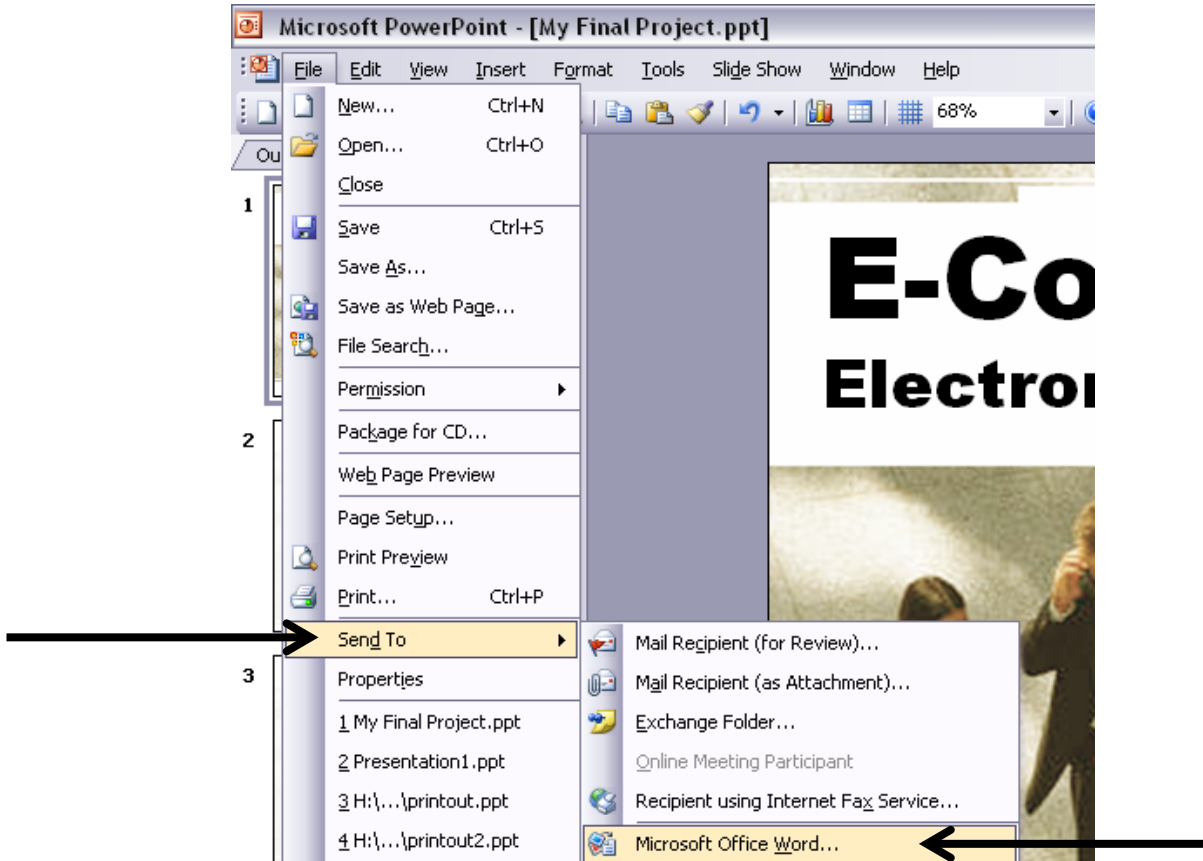 Microsoft PowerPoint - [My Final Project.ppt]
File Edit View Insert Format Tools Slide Show Window Help
New... Ctrl+N
68%
Open... Ctrl+O
Ou
Close
1
Save Ctrl+S
Save As...
Save as Web Page...
File Search...
Permission
Package for CD...
Web Page Preview
Page Setup...
Print Preview
Print... Ctrl+P
Send To
Properties
1 My Final Project.ppt
2 Presentation1.ppt
3 H:\...\printout.ppt
4 H:\...\printout2.ppt
2
3
E-Co
Electron
Mail Recipient (for Review)...
Mail Recipient (as Attachment)...
Exchange Folder...
Online Meeting Participant
Recipient using Internet Fax Service...
Microsoft Office Word...